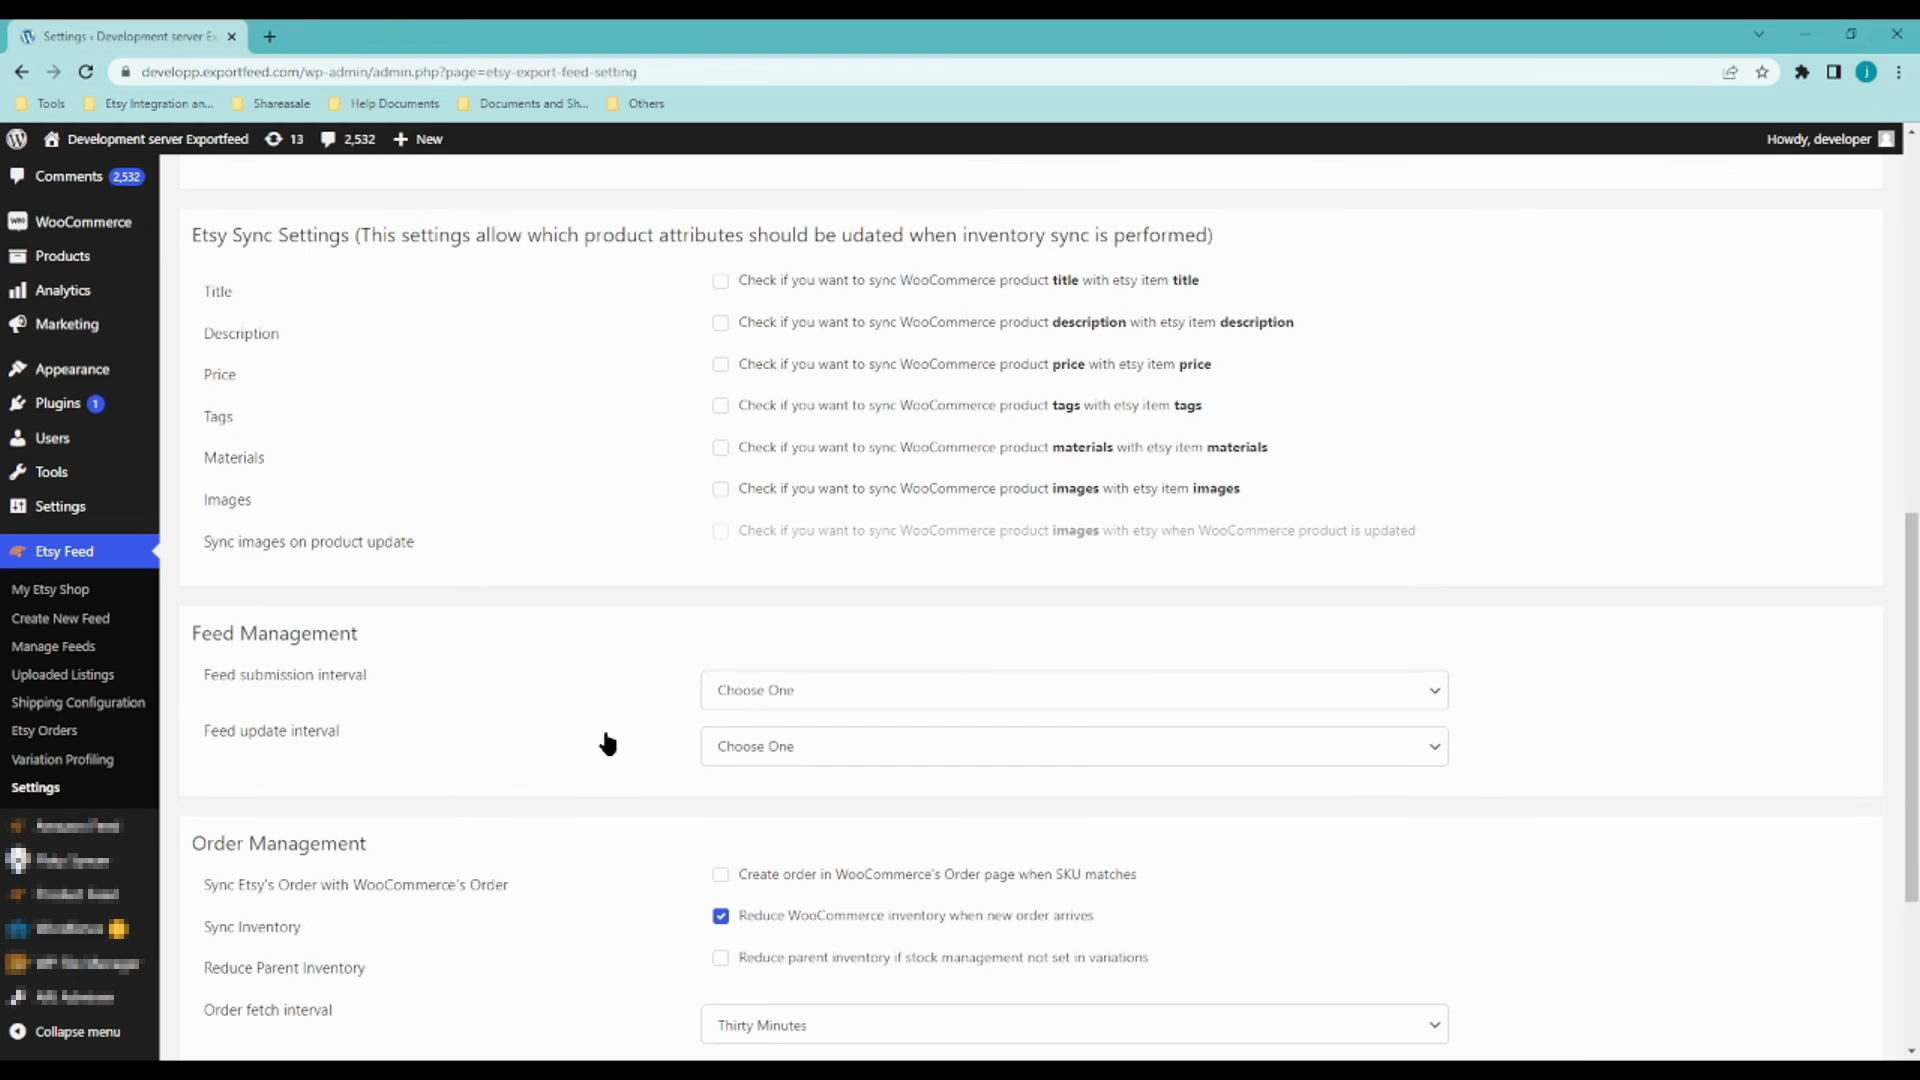 Settings ‹ Development server E
developp.exportfeed.com/wp-admin/admin.php?page=etsy-export-feed-setting
j
Tools
Etsy Integration an...
Shareasale
Help Documents
Documents and Sh...
Others
Development server Exportfeed
13
2,532
New
Howdy, developer
Comments 2,532
WooCommerce
Products
Analytics
Marketing
Appearance
Plugins 1
Users
Tools
Settings
Etsy Feed
My Etsy Shop
Create New Feed
Manage Feeds
Uploaded Listings
Shipping Configuration
Etsy Orders
Variation Profiling
Settings
Collapse menu
Etsy Sync Settings (This settings allow which product attributes should be udated when inventory sync is performed)
Title
Check if you want to sync WooCommerce product title with etsy item title
Description
Check if you want to sync WooCommerce product description with etsy item description
Price
Check if you want to sync WooCommerce product price with etsy item price
Tags
Check if you want to sync WooCommerce product tags with etsy item tags
Materials
Check if you want to sync WooCommerce product materials with etsy item materials
Images
Check if you want to sync WooCommerce product images with etsy item images
Sync images on product update
Check if you want to sync WooCommerce product images with etsy when WooCommerce product is updated
Feed Management
Feed submission interval
Choose One
Feed update interval
Choose One
Order Management
Sync Etsy's Order with WooCommerce's Order
Create order in WooCommerce's Order page when SKU matches
Sync Inventory
Reduce WooCommerce inventory when new order arrives
Reduce Parent Inventory
Reduce parent inventory if stock management not set in variations
Order fetch interval
Thirty Minutes